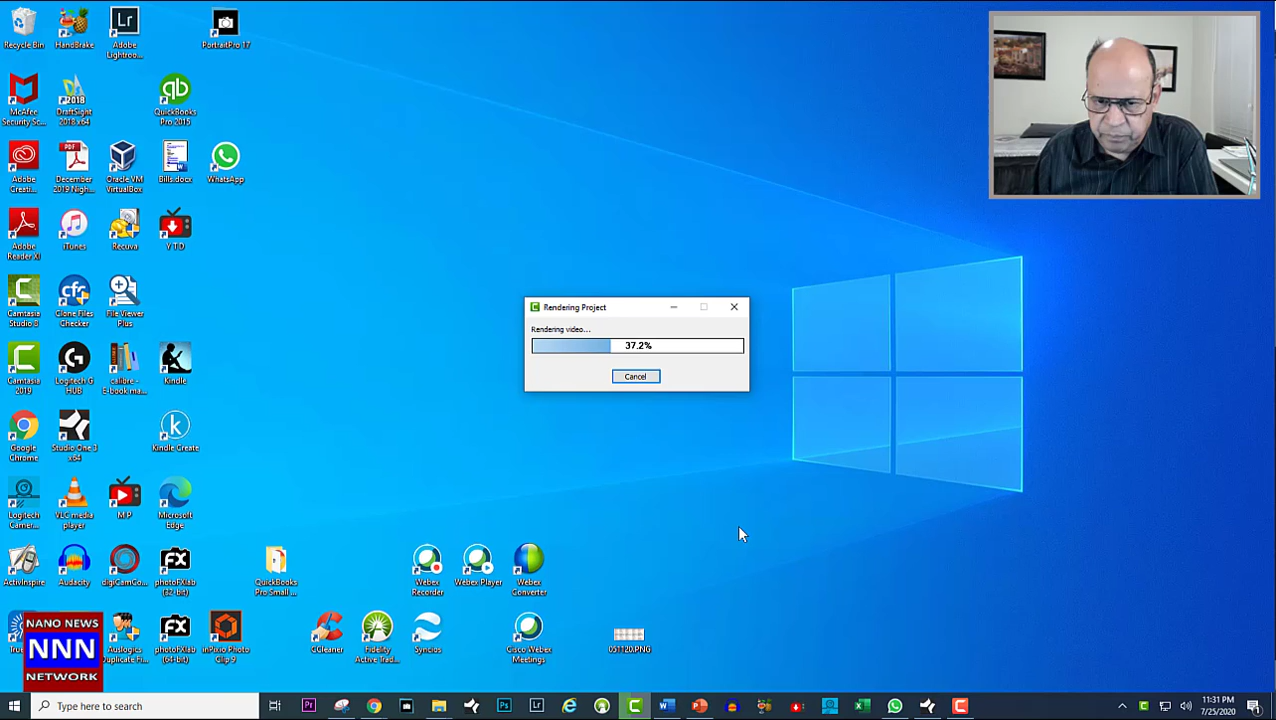 Recycle Bin
HandBrake
Adobe
Lightroo...
PortraitPro 17
McAfee
Security Sc...
DraftSight
2018 x64
QuickBooks
Pro 2015
Adobe
Creati...
December
2019 Nigh...
Oracle VM
VirtualBox
Bills.docx
WhatsApp
Adobe
Reader XI
iTunes
Recuva
Y T D
Camtasia
Studio 8
Clone Files
Checker
File Viewer
Plus
Rendering Project
Rendering video...
37.2%
Cancel
Camtasia
2019
Logitech G
HUB
calibre -
E-book ma...
Kindle
Google
Chrome
Studio One 3
x64
Kindle Create
Logitech
Camer...
VLC media
player
MP
Microsoft
Edge
ActivInspire
Audacity
digiCamCo...
photoFXlab
(32-bit)
QuickBooks
Pro Small ...
Webex
Recorder
Webex Player
Webex
Converter
True
NANO NEWS
NNN
NETWORK
Auslogics
Duplicate Fi...
photoFXlab
(64-bit)
inPixio Photo
Clip 9
CCleaner
Fidelity
Active Trad...
Syncios
Cisco Webex
Meetings
051120.PNG
Type here to search
11:31 PM
7/25/2020